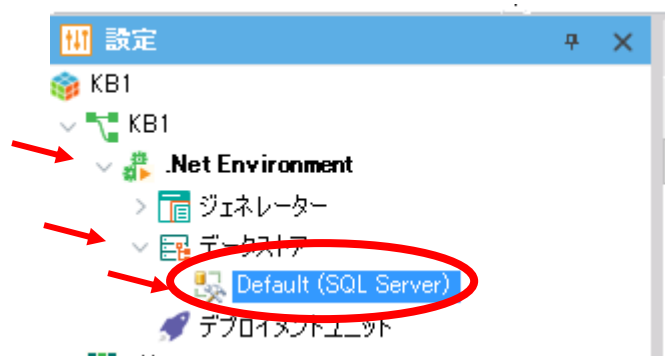 設定
KB1
KB1
.Net Environment
ジェネレーター
データストア
Default (SQL Server)
デプロイメントユニット